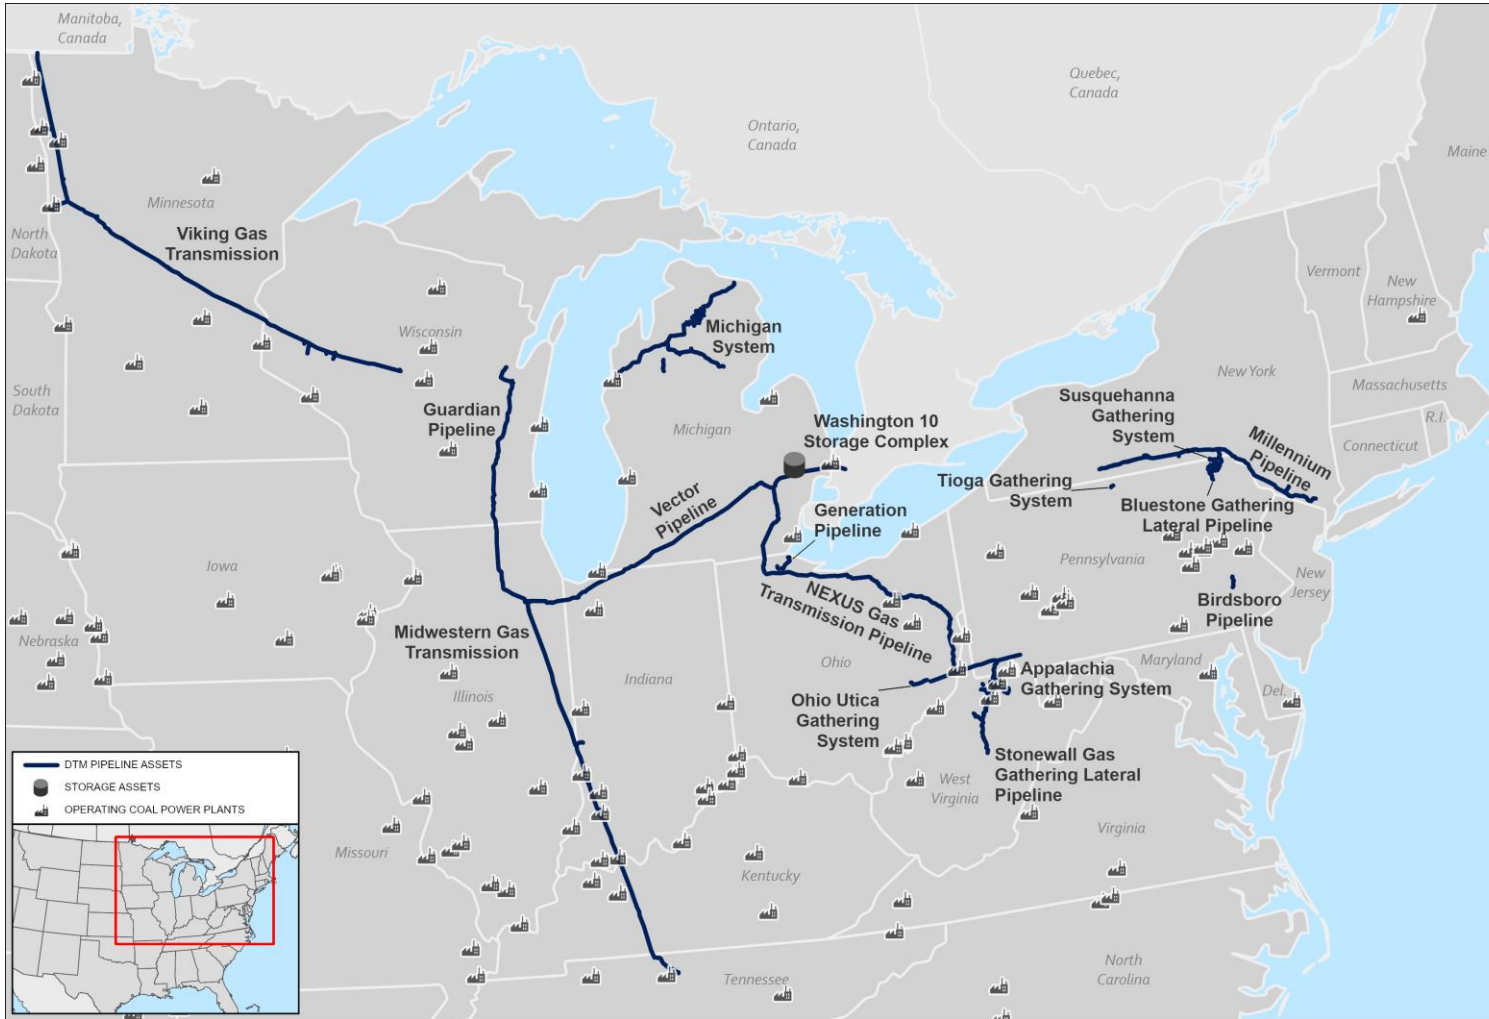 Manitoba,
Canada
Quebec,
Canada
Ontario,
Canada
Maine
Minnesota
North
Dakota
Viking Gas
Transmission
Vermont
New
Hampshire
Wisconsin
Michigan
System
South
Dakota
New York
Massachusetts
R.I.
Connecticut
Susquehanna
Gathering
System
Millennium
Pipeline
Guardian
Pipeline
Michigan
Washington 10
Storage Complex
Tioga Gathering
System
Bluestone Gathering
Lateral Pipeline
Vector
Pipeline
Generation
Pipeline
Pennsylvania
New
Jersey
Iowa
Birdsboro
Pipeline
NEXUS Gas
Transmission Pipeline
Nebraska
Midwestern Gas
Transmission
Illinois
Indiana
Ohio
Maryland
Del.
Appalachia
Gathering System
Ohio Utica
Gathering
System
Stonewall Gas
Gathering Lateral
Pipeline
West
Virginia
Virginia
Missouri
Kentucky
Tennessee
North
Carolina
DTM PIPELINE ASSETS
STORAGE ASSETS
OPERATING COAL POWER PLANTS